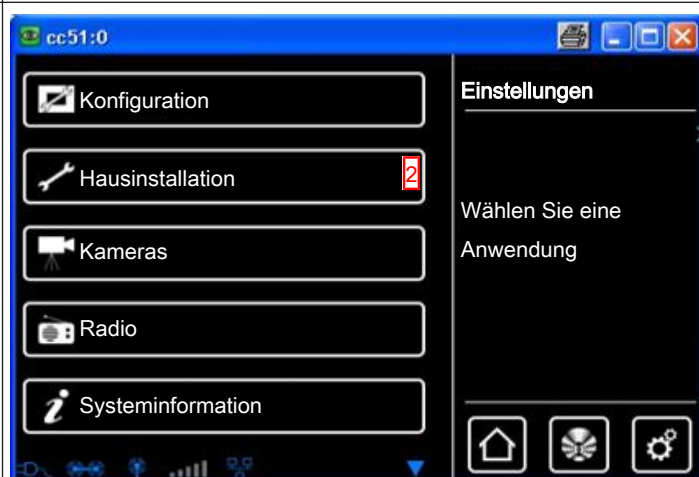 cc51:0
Konfiguration
Hausinstallation 2
Kameras
Radio
Systeminformation
Einstellungen
Wählen Sie eine
Anwendung